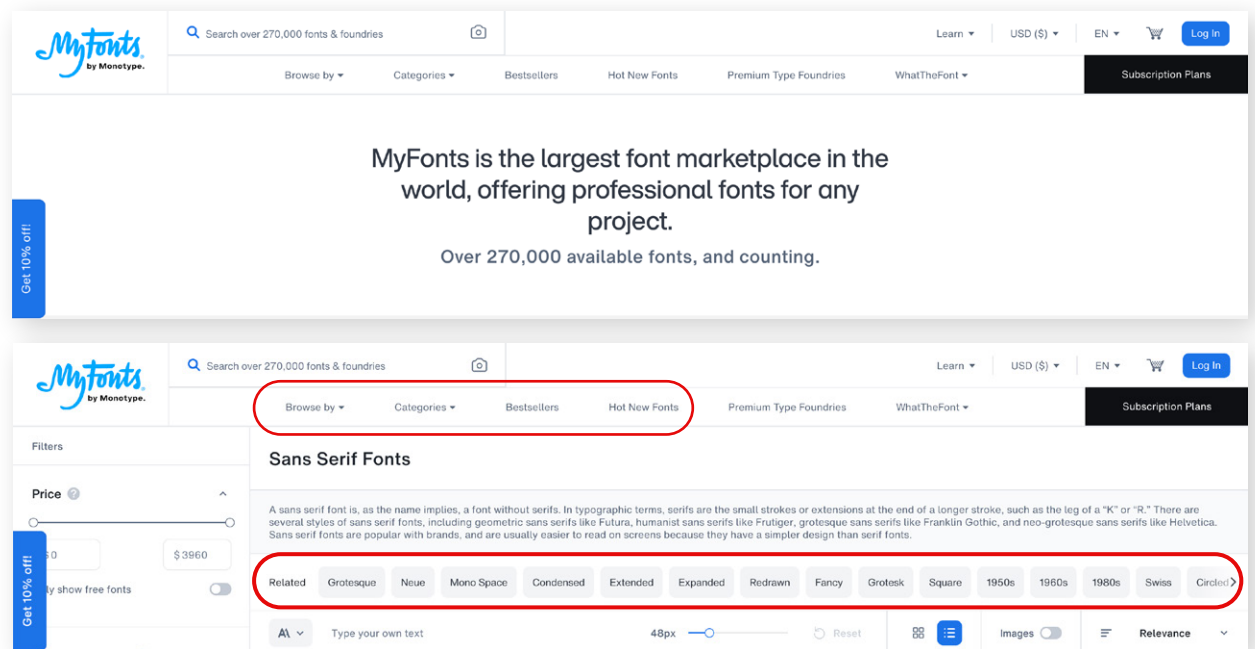 MyFonts
by Monotype.
Search over 270,000 fonts & foundries
Learn
USD ($)
EN
Log In
Browse by
Categories
Bestsellers
Hot New Fonts
Premium Type Foundries
WhatTheFont
Subscription Plans
MyFonts is the largest font marketplace in the
world, offering professional fonts for any
project.
Over 270,000 available fonts, and counting.
Get 10% off!
MyFonts
by Monotype.
Search over 270,000 fonts & foundries
Learn
USD ($)
EN
Log In
Browse by
Categories
Bestsellers
Hot New Fonts
Premium Type Foundries
WhatTheFont
Subscription Plans
Filters
Price ?
$3960
show free fonts
Get 10% off!
Sans Serif Fonts
A sans serif font is, as the name implies, a font without serifs. In typographic terms, serifs are the small strokes or extensions at the end of a longer stroke, such as the leg of a “K” or “R.” There are
several styles of sans serif fonts, including geometric sans serifs like Futura, humanist sans serifs like Frutiger, grotesque sans serifs like Franklin Gothic, and neo-grotesque sans serifs like Helvetica.
Sans serif fonts are popular with brands, and are usually easier to read on screens because they have a simpler design than serif fonts.
Related Grotesque Neue Mono Space Condensed Extended Expanded Redrawn Fancy Grotesk Square 1950s 1960s 1980s Swiss Circled
Type your own text
48px
Reset
Images
Relevance